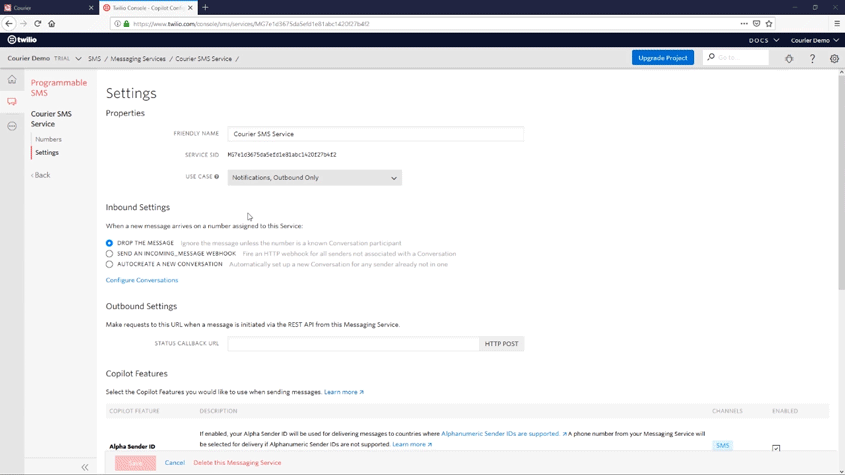 Courier
Twilio Console - Copilot Conf
https://www.twilio.com/console/sms/services/MG7e1d3675da5efd1e81abc1420f27b4f2
twilio
DOCS
Courier Demo
Courier Demo TRIAL
SMS / Messaging Services / Courier SMS Service /
Upgrade Project
Go to...
Programmable SMS
Courier SMS Service
Numbers
Settings
‹ Back
Settings
Properties
FRIENDLY NAME
Courier SMS Service
SERVICE SID
MG7e1d3675da5efd1e81abc1420f27b4f2
USE CASE
Notifications, Outbound Only
Inbound Settings
When a new message arrives on a number assigned to this Service:
DROP THE MESSAGE Ignore the message unless the number is a known Conversation participant
SEND AN INCOMING_MESSAGE WEBHOOK Fire an HTTP webhook for all senders not associated with a Conversation
AUTOCREATE A NEW CONVERSATION Automatically set up a new Conversation for any sender already not in one
Configure Conversations
Outbound Settings
Make requests to this URL when a message is initiated via the REST API from this Messaging Service.
STATUS CALLBACK URL
HTTP POST
Copilot Features
Select the Copilot Features you would like to use when sending messages. Learn more
COPILOT FEATURE DESCRIPTION CHANNELS ENABLED
If enabled, your Alpha Sender ID will be used for delivering messages to countries where Alphanumeric Sender IDs are supported. A phone number from your Messaging Service will
Alpha Sender ID
be selected for delivery if Alphanumeric Sender IDs are not supported. Learn more
SMS
Save
Cancel
Delete this Messaging Service